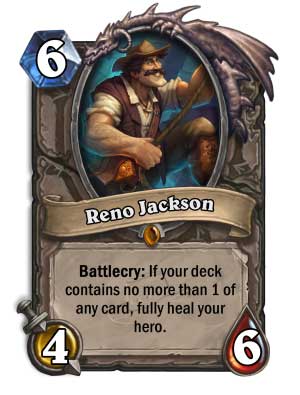 6
Reno Jackson
Battlecry: If your deck
contains no more than 1 of
any card, fully heal your
hero.
4
6